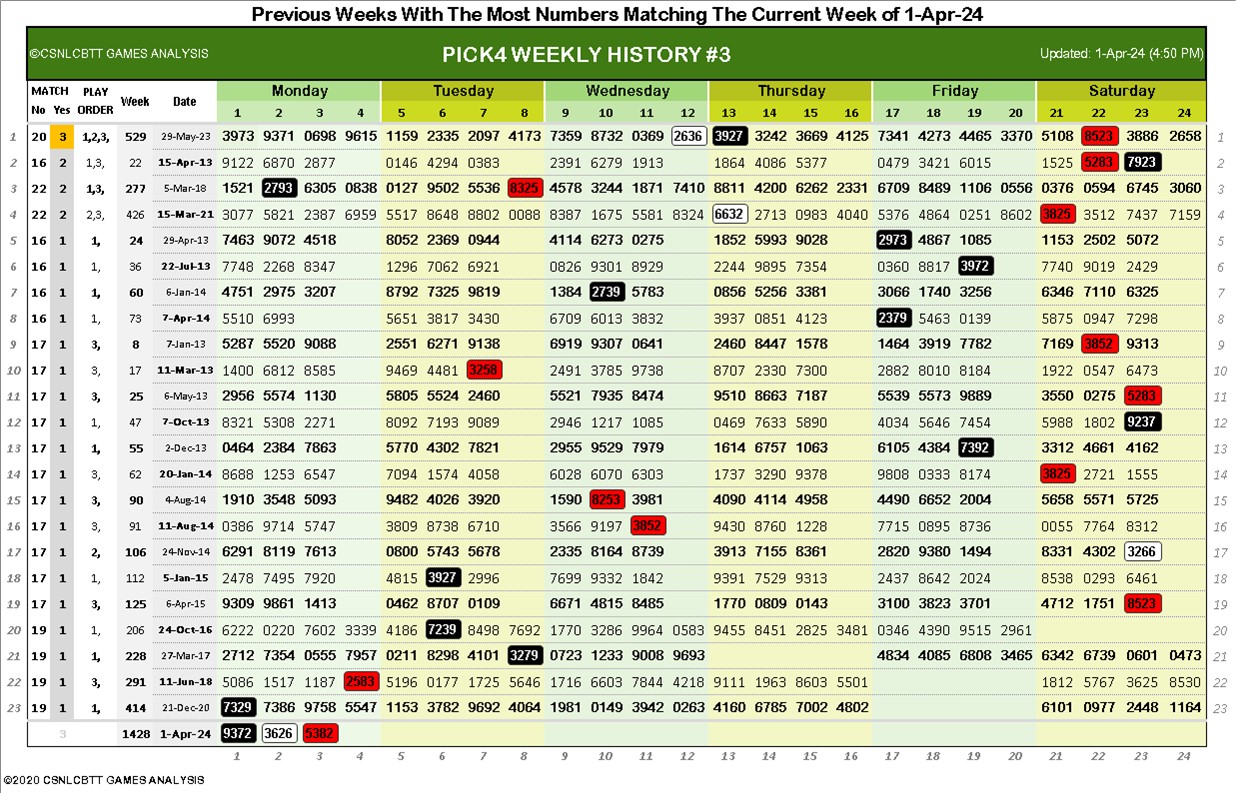 Previous Weeks With The Most Numbers Matching The Current Week of 1-Apr-24
©CSNLCBTT GAMES ANALYSIS PICK4 WEEKLY HISTORY #3 Updated: 1-Apr-24 (4:50 PM)
MATCH PLAY Week Date Monday Tuesday Wednesday Thursday Friday Saturday
No Yes ORDER 1 2 3 4 5 6 7 8 9 10 11 12 13 14 15 16 17 18 19 20 21 22 23 24
1 20 3 1,2,3, 529 29-May-23 3973 9371 0698 9615 1159 2335 2097 4173 7359 8732 0369 2636 3927 3242 3669 4125 7341 4273 4465 3370 5108 8523 3886 2658 1
2 16 2 1,3, 22 15-Apr-13 9122 6870 2877 0146 4294 0383 2391 6279 1913 1864 4086 5377 0479 3421 6015 1525 5283 7923 2
3 22 2 1,3, 277 5-Mar-18 1521 2793 6305 0838 0127 9502 5536 8325 4578 3244 1871 7410 8811 4200 6262 2331 6709 8489 1106 0556 0376 0594 6745 3060 3
4 22 2 2,3, 426 15-Mar-21 3077 5821 2387 6959 5517 8648 8802 0088 8387 1675 5581 8324 6632 2713 0983 4040 5376 4864 0251 8602 3825 3512 7437 7159 4
5 16 1 1, 24 29-Apr-13 7463 9072 4518 8052 2369 0944 4114 6273 0275 1852 5993 9028 2973 4867 1085 1153 2502 5072 5
6 16 1 1, 36 22-Jul-13 7748 2268 8347 1296 7062 6921 0826 9301 8929 2244 9895 7354 0360 8817 3972 7740 9019 2429 6
7 16 1 1, 60 6-Jan-14 4751 2975 3207 8792 7325 9819 1384 2739 5783 0856 5256 3381 3066 1740 3256 6346 7110 6325 7
8 16 1 1, 73 7-Apr-14 5510 6993 5651 3817 3430 6709 6013 3832 3937 0851 4123 2379 5463 0139 5875 0947 7298 8
9 17 1 3, 8 7-Jan-13 5287 5520 9088 2551 6271 9138 6919 9307 0641 2460 8447 1578 1464 3919 7782 7169 3852 9313 9
10 17 1 3, 17 11-Mar-13 1400 6812 8585 9469 4481 3258 2491 3785 9738 8707 2330 7300 2882 8010 8184 1922 0547 6473 10
11 17 1 3, 25 6-May-13 2956 5574 1130 5805 5524 2460 5521 7935 8474 9510 8663 7187 5539 5573 9889 3550 0275 5283 11
12 17 1 1, 47 7-Oct-13 8321 5308 2271 8092 7193 9089 2946 1217 1085 0469 7633 5890 4034 5646 7454 5988 1802 9237 12
13 17 1 1, 55 2-Dec-13 0464 2384 7863 5770 4302 7821 2955 9529 7979 1614 6757 1063 6105 4384 7392 3312 4661 4162 13
14 17 1 3, 62 20-Jan-14 8688 1253 6547 7094 1574 4058 6028 6070 6303 1737 3290 9378 9808 0333 8174 3825 2721 1555 14
15 17 1 3, 90 4-Aug-14 1910 3548 5093 9482 4026 3920 1590 8253 3981 4090 4114 4958 4490 6652 2004 5658 5571 5725 15
16 17 1 3, 91 11-Aug-14 0386 9714 5747 3809 8738 6710 3566 9197 3852 9430 8760 1228 7715 0895 8736 0055 7764 8312 16
17 17 1 2, 106 24-Nov-14 6291 8119 7613 0800 5743 5678 2335 8164 8739 3913 7155 8361 2820 9380 1494 8331 4302 3266 17
18 17 1 1, 112 5-Jan-15 2478 7495 7920 4815 3927 2996 7699 9332 1842 9391 7529 9313 2437 8642 2024 8538 0293 6461 18
19 17 1 3, 125 6-Apr-15 9309 9861 1413 0462 8707 0109 6671 4815 8485 1770 0809 0143 3100 3823 3701 4712 1751 8523 19
20 19 1 1, 206 24-Oct-16 6222 0220 7602 3339 4186 7239 8498 7692 1770 3286 9964 0583 9455 8451 2825 3481 0346 4390 9515 2961 20
21 19 1 1, 228 27-Mar-17 2712 7354 0555 7957 0211 8298 4101 3279 0723 1233 9008 9693 4834 4085 6808 3465 6342 6739 0601 0473 21
22 19 1 3, 291 11-Jun-18 5086 1517 1187 2583 5196 0177 1725 5646 1716 6603 7844 4218 9111 1963 8603 5501 1812 5767 3625 8530 22
23 19 1 1, 414 21-Dec-20 7329 7386 9758 5547 1153 3782 9692 4064 1981 0149 3942 0263 4160 6785 7002 4802 6101 0977 2448 1164 23
3 1428 1-Apr-24 9372 3626 5382
1 2 3 4 5 6 7 8 9 10 11 12 13 14 15 16 17 18 19 20 21 22 23 24
©2020 CSNLCBTT GAMES ANALYSIS